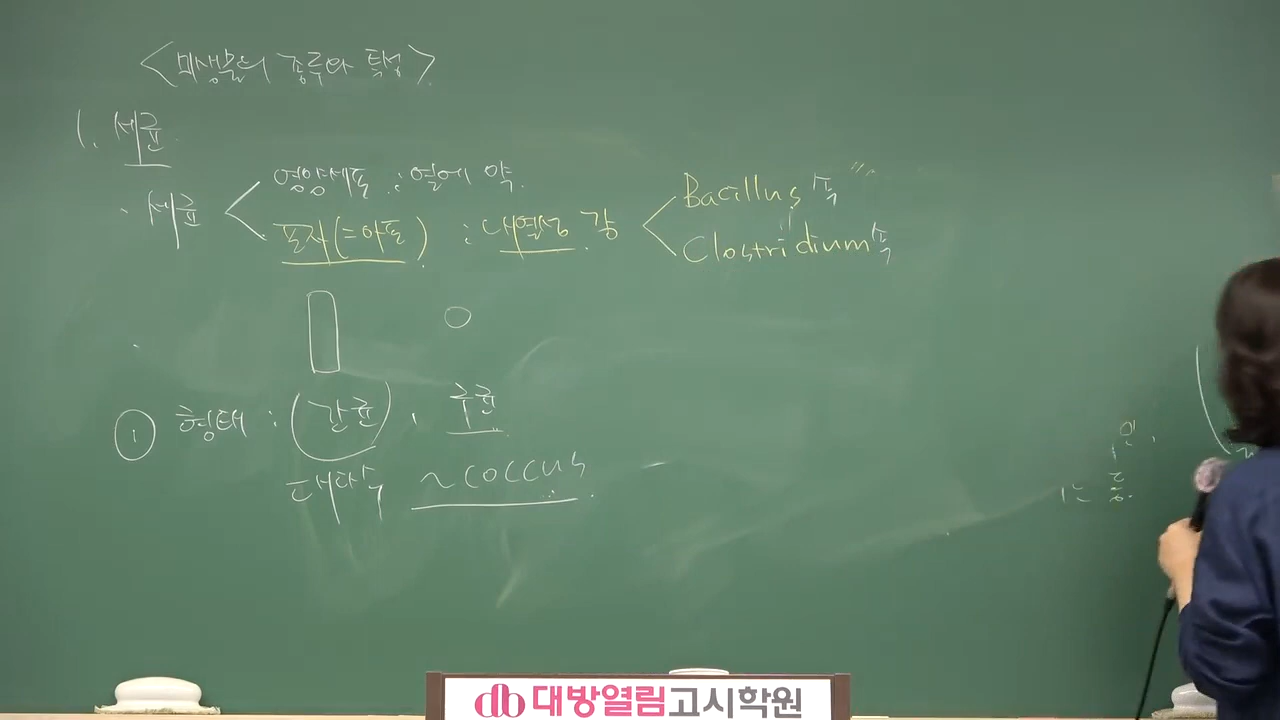 <미생물의 종류와 특성>
1. 세균
· 세균 < 영양세포 : 열에 약.
포자(=아포) : 내열성 강 < Bacillus 속
Clostridium 속
① 형태 : (간균), 구균
대다수 ~coccus
대방열림고시학원